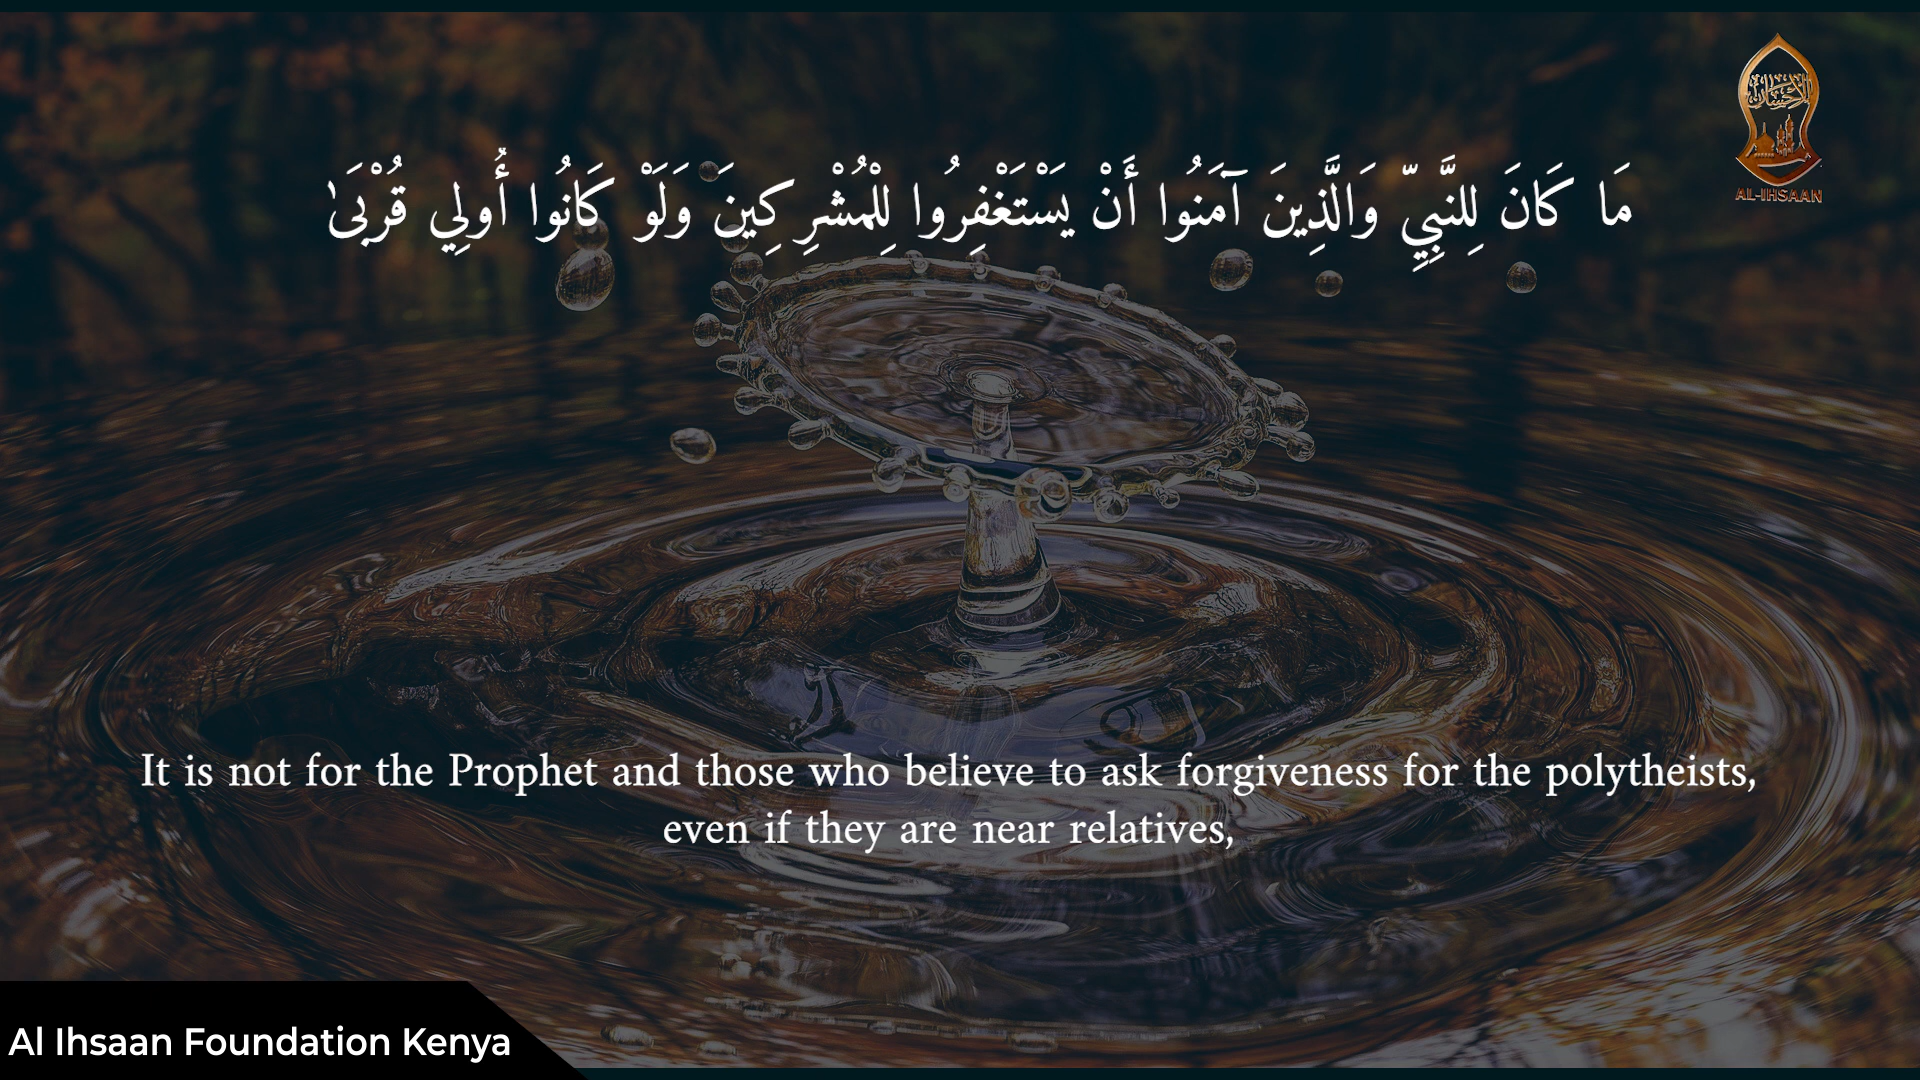 الإحسان
AL-IHSAAN
مَا كَانَ لِلنَّبِيِّ وَالَّذِينَ آمَنُوا أَنْ يَسْتَغْفِرُوا لِلْمُشْرِكِينَ وَلَوْ كَانُوا أُولِي قُرْبَىٰ
It is not for the Prophet and those who believe to ask forgiveness for the polytheists,
even if they are near relatives,
Al Ihsaan Foundation Kenya